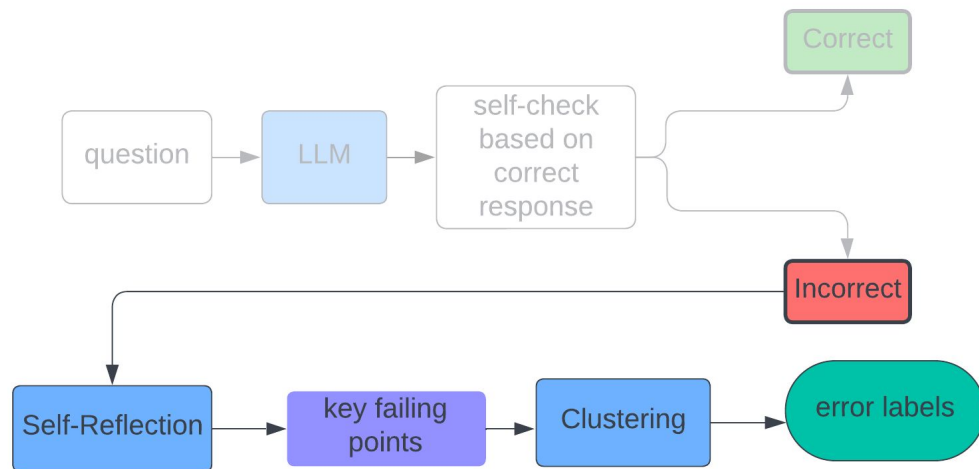 Correct
question
LLM
self-check
based on
correct
response
Incorrect
Self-Reflection
key failing
points
Clustering
error labels